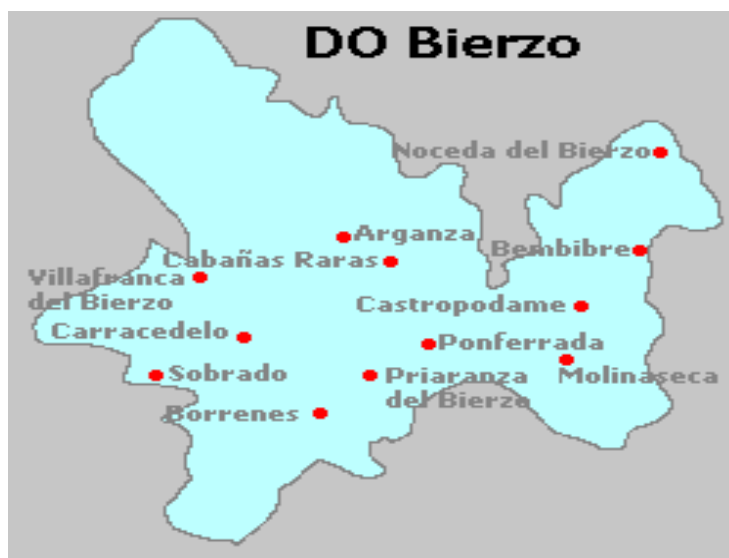 DO Bierzo
Noceda del Bierzo
Arganza
Bembibre
Cabañas Raras
Villafranca
del Bierzo
Castropodame
Carracedelo
Ponferrada
Molinaseca
Sobrado
Priaranza
del Bierzo
Borrenes